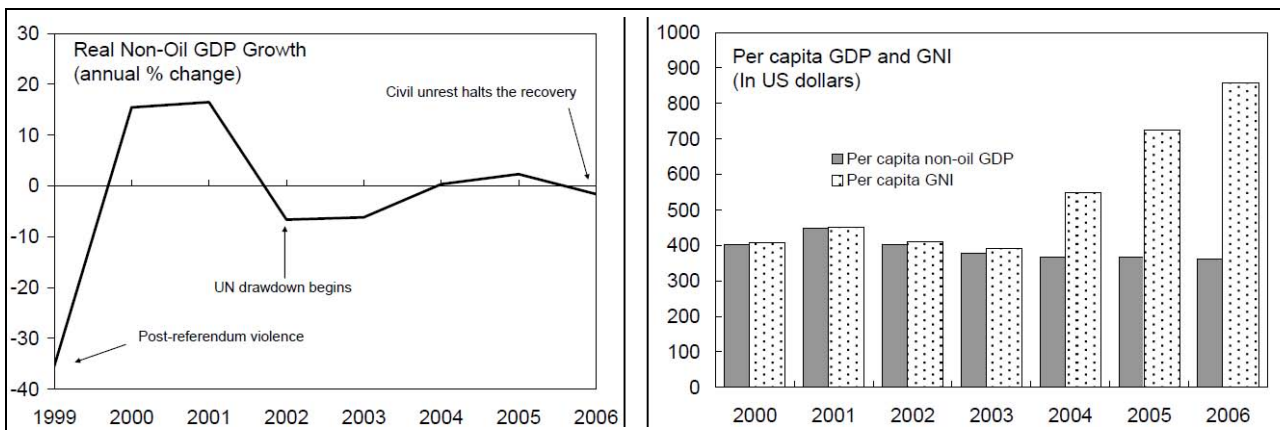 Real Non-Oil GDP Growth
(annual % change)
30
20
10
0
-10
-20
-30
-40
Civil unrest halts the recovery
UN drawdown begins
Post-referendum violence
1999 2000 2001 2002 2003 2004 2005 2006
Per capita GDP and GNI
(In US dollars)
1000
900
800
700
600
500
400
300
200
100
0
Per capita non-oil GDP
Per capita GNI
2000 2001 2002 2003 2004 2005 2006